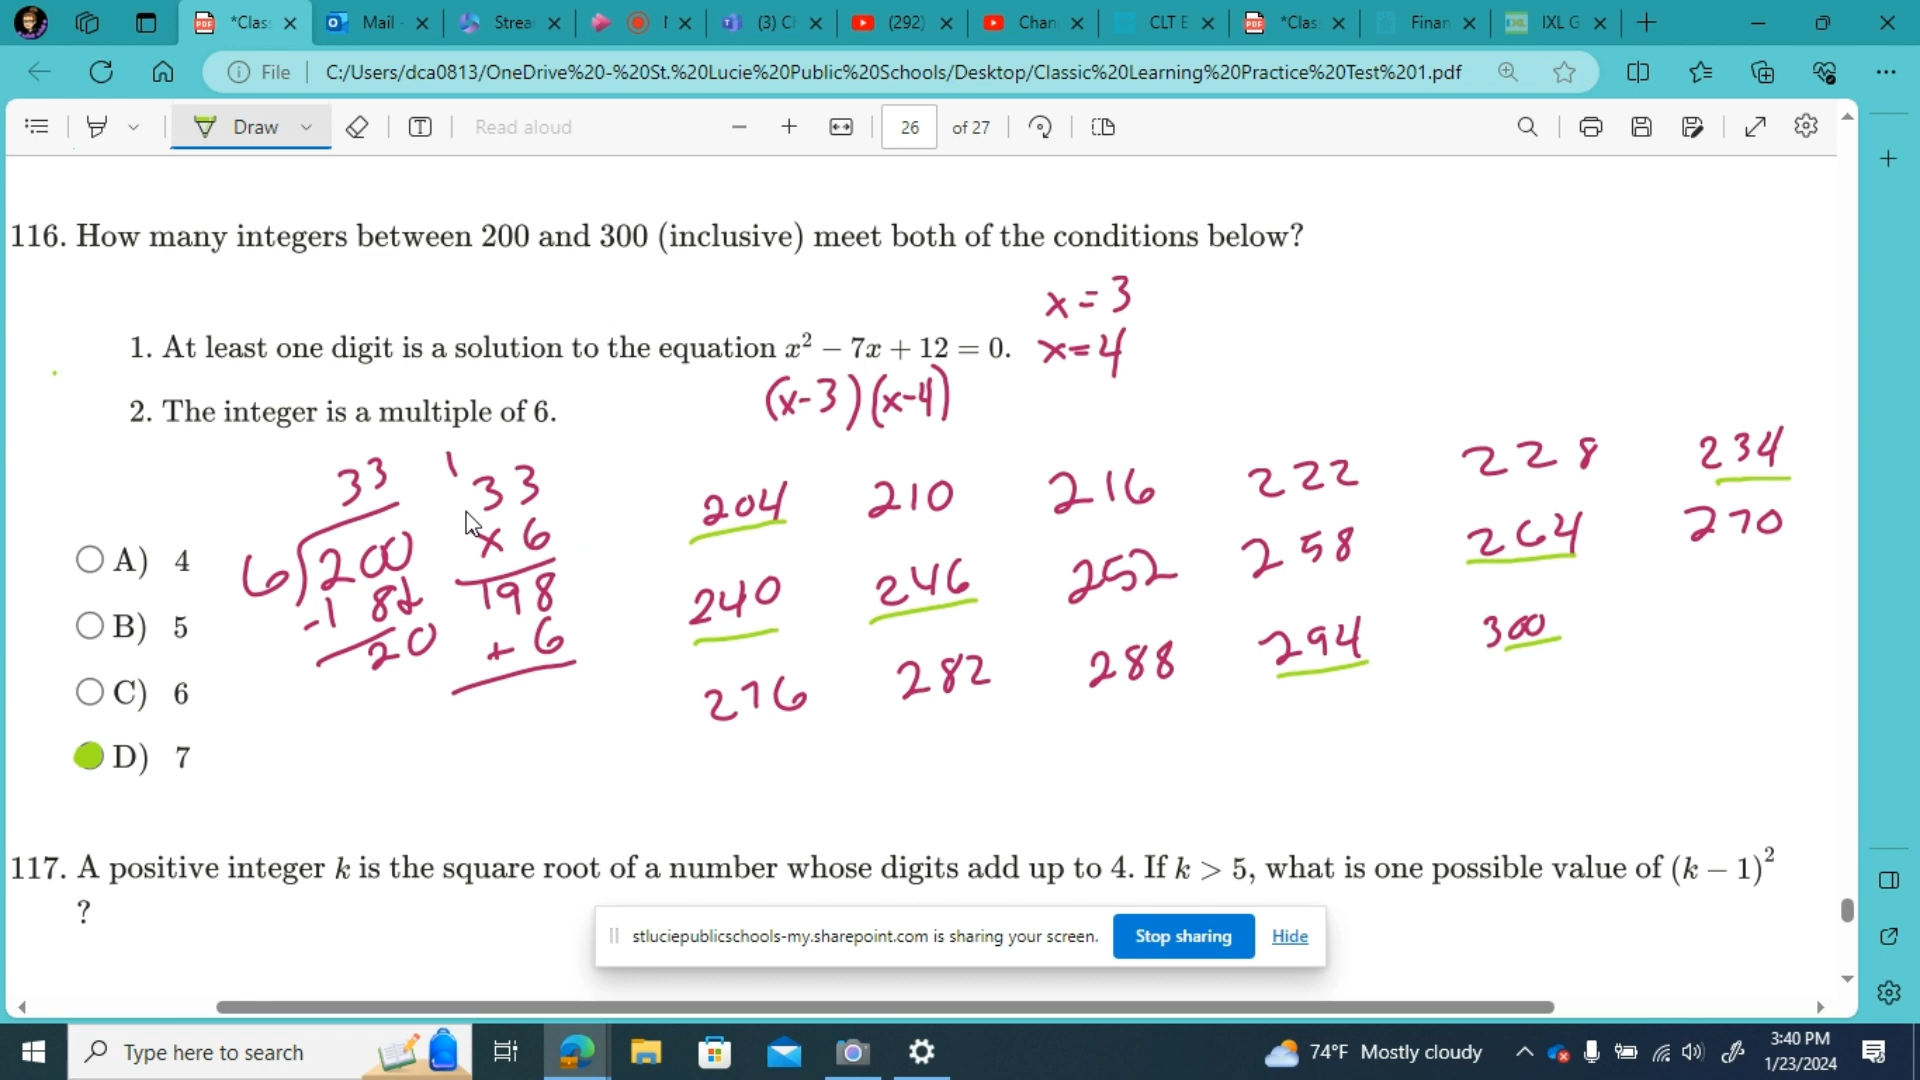 *Clas
Mail -
Strea
(3) C
(292)
Chan
CLT E
*Clas
Finan
IXL
IXL G
File
C:/Users/dca0813/OneDrive%20-%20St.%20Lucie%20Public%20Schools/Desktop/Classic%20Learning%20Practice%20Test%201.pdf
Draw
Read aloud
26 of 27
116. How many integers between 200 and 300 (inclusive) meet both of the conditions below?
x = 3
1. At least one digit is a solution to the equation x² − 7x + 12 = 0. x=4
(x-3)(x-4)
2. The integer is a multiple of 6.
33
6)200
20
1
33
x 6
198
+ 6
204 210 216 222 228 234
240 246 252 258 264 270
276 282 288 294 300
A) 4
B) 5
C) 6
D) 7
117. A positive integer k is the square root of a number whose digits add up to 4. If k > 5, what is one possible value of (k − 1)²
?
stluciepublicschools-my.sharepoint.com is sharing your screen. Stop sharing Hide
Type here to search
74°F Mostly cloudy
3:40 PM
1/23/2024